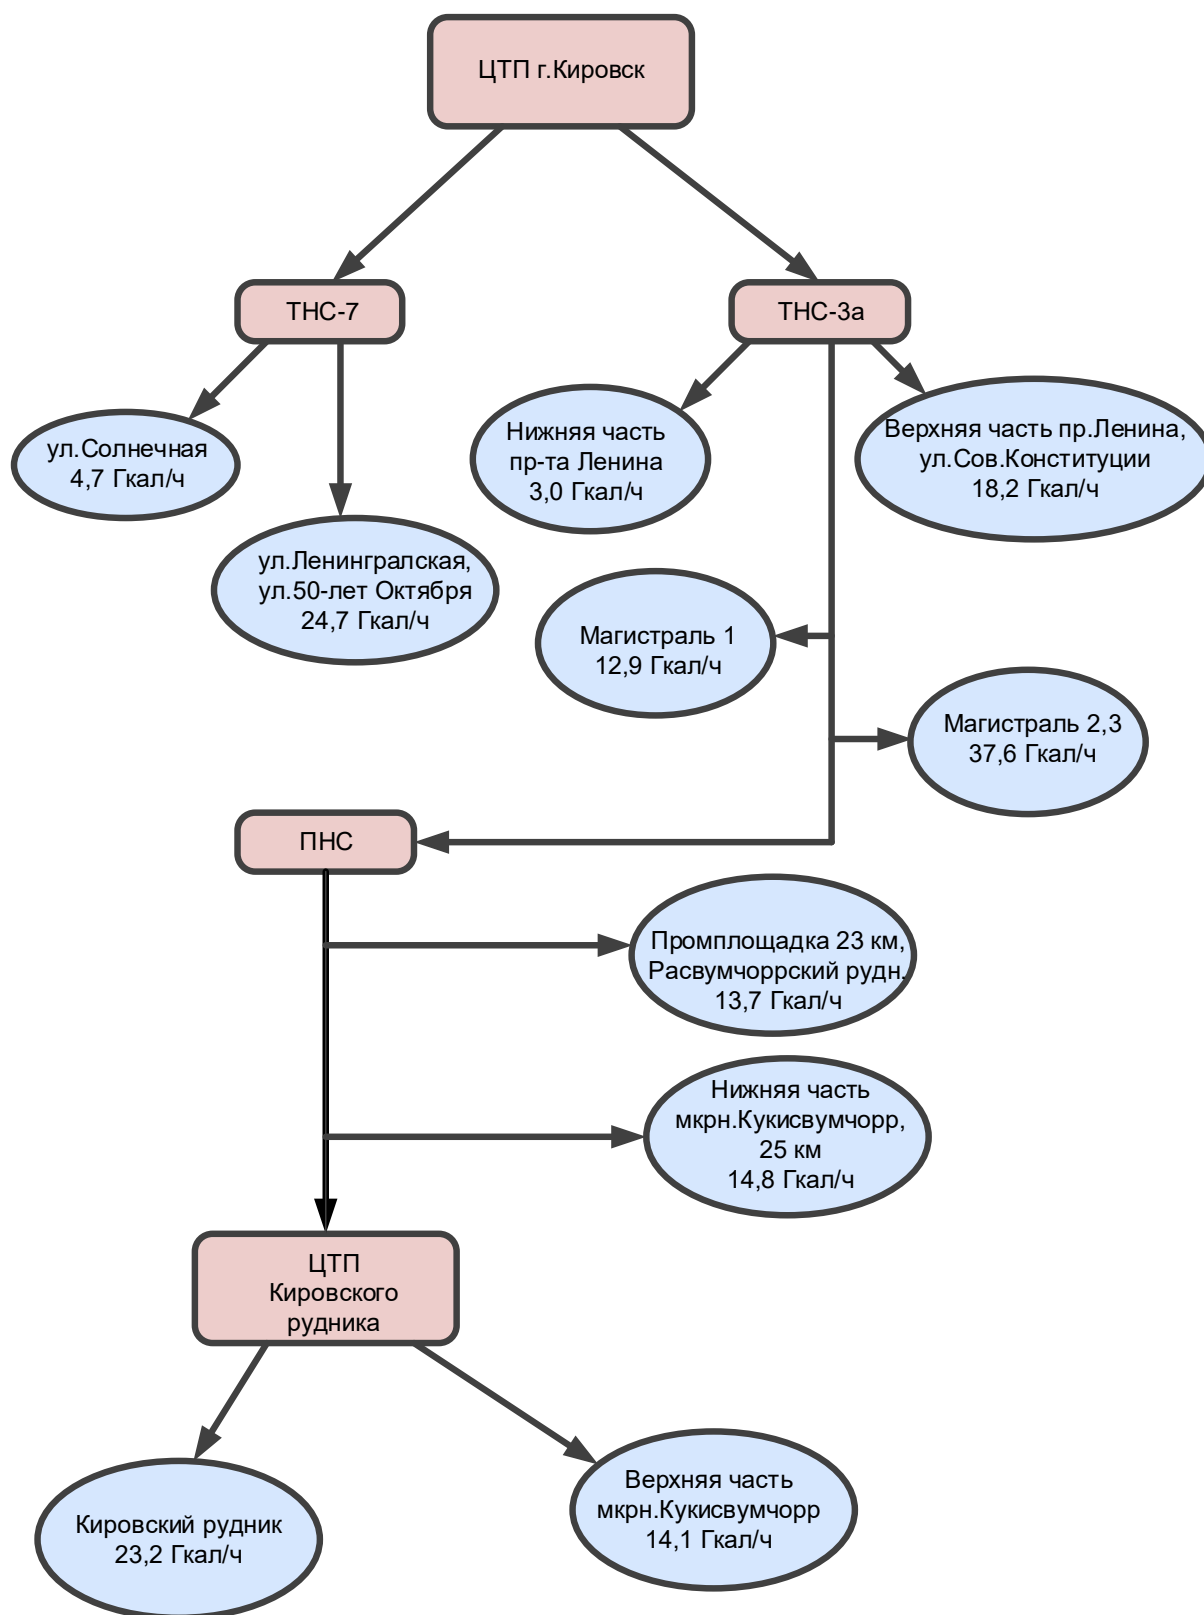 ЦТП г.Кировск
ТНС-7
ТНС-3а
ул.Солнечная
4,7 Гкал/ч
Нижняя часть
пр-та Ленина
3,0 Гкал/ч
Верхняя часть пр.Ленина,
ул.Сов.Конституции
18,2 Гкал/ч
ул.Ленингралская,
ул.50-лет Октября
24,7 Гкал/ч
Магистраль 1
12,9 Гкал/ч
Магистраль 2,3
37,6 Гкал/ч
ПНС
Промплощадка 23 км,
Расвумчоррский рудн.
13,7 Гкал/ч
Нижняя часть
мкрн.Кукисвумчорр,
25 км
14,8 Гкал/ч
ЦТП
Кировского
рудника
Кировский рудник
23,2 Гкал/ч
Верхняя часть
мкрн.Кукисвумчорр
14,1 Гкал/ч